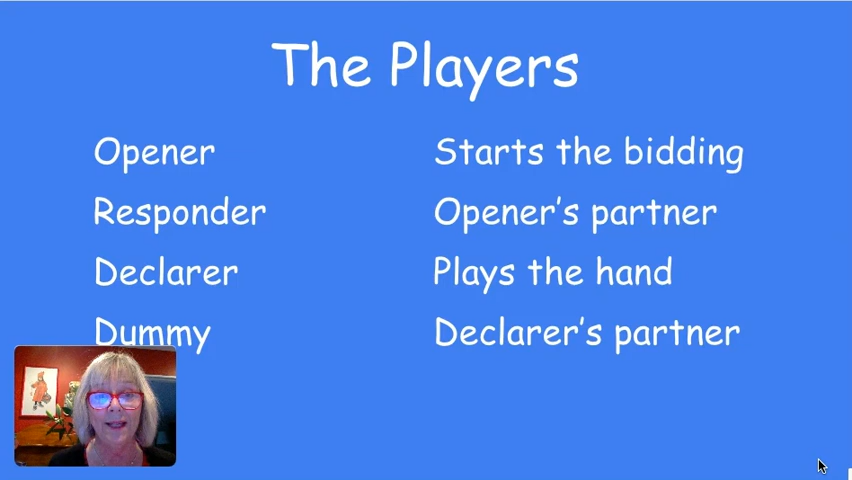 The Players
Opener Starts the bidding
Responder Opener's partner
Declarer Plays the hand
Dummy Declarer's partner